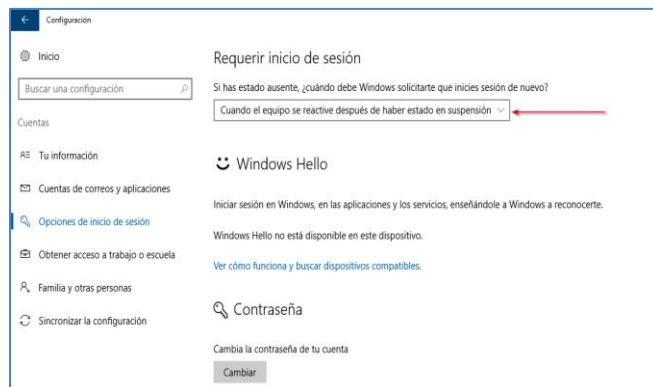 Configuración
Inicio
Buscar una configuración
Cuentas
Tu información
Cuentas de correos y aplicaciones
Opciones de inicio de sesión
Obtener acceso a trabajo o escuela
Familia y otras personas
Sincronizar la configuración
Requerir inicio de sesión
Si has estado ausente, ¿cuándo debe Windows solicitarte que inicies sesión de nuevo?
Cuando el equipo se reactive después de haber estado en suspensión
Windows Hello
Iniciar sesión en Windows, en las aplicaciones y los servicios, enseñándole a Windows a reconocerte.
Windows Hello no está disponible en este dispositivo.
Ver cómo funciona y buscar dispositivos compatibles.
Contraseña
Cambia la contraseña de tu cuenta
Cambiar